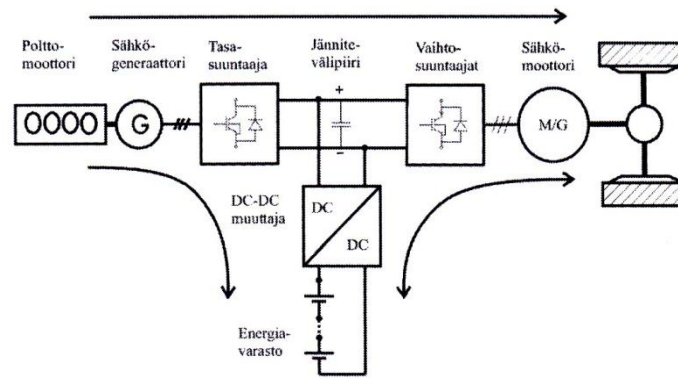 Poltto-
moottori
Sähkö-
generaattori
Tasa-
suuntaaja
Jännite-
välipiiri
Vaihto-
suuntaajat
Sähkö-
moottori
G
+
−
M/G
DC-DC
muuttaja
DC
DC
Energia-
varasto